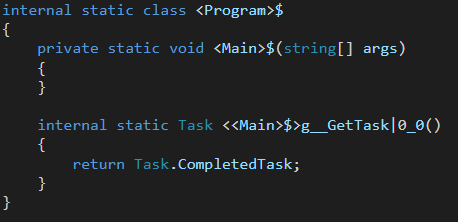 internal static class <Program>$
{
    private static void <Main>$(string[] args)
    {
    }
    internal static Task <<Main>$>g__GetTask|0_0()
    {
        return Task.CompletedTask;
    }
}